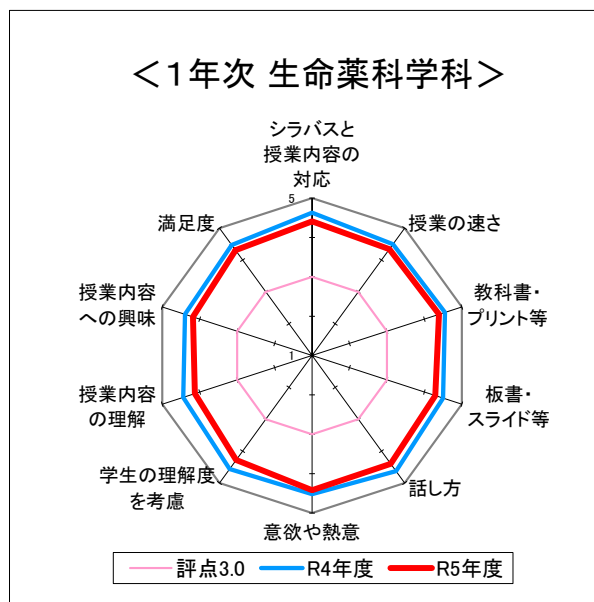 ＜1年次 生命薬科学科＞
シラバスと
授業内容の
対応
5
授業の速さ
教科書・
プリント等
板書・
スライド等
話し方
意欲や熱意
学生の理解度
を考慮
授業内容
の理解
授業内容
への興味
満足度
1
評点3.0
R4年度
R5年度